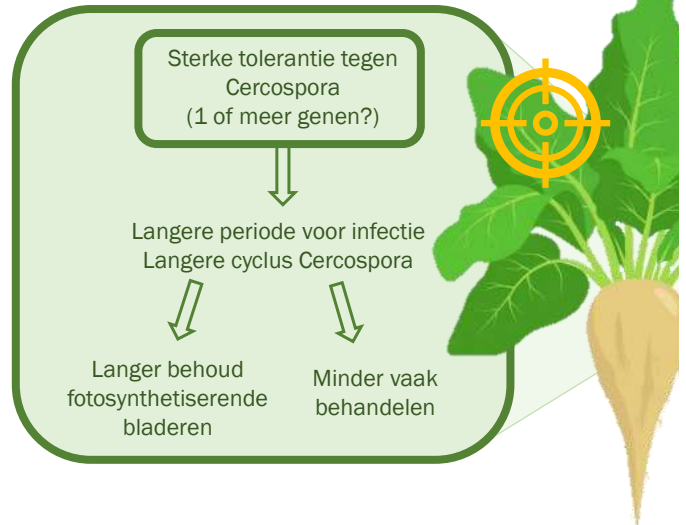 Sterke tolerantie tegen
Cercospora
(1 of meer genen?)
Langere periode voor infectie
Langere cyclus Cercospora
Langer behoud
fotosynthetiserende
bladeren
Minder vaak
behandelen